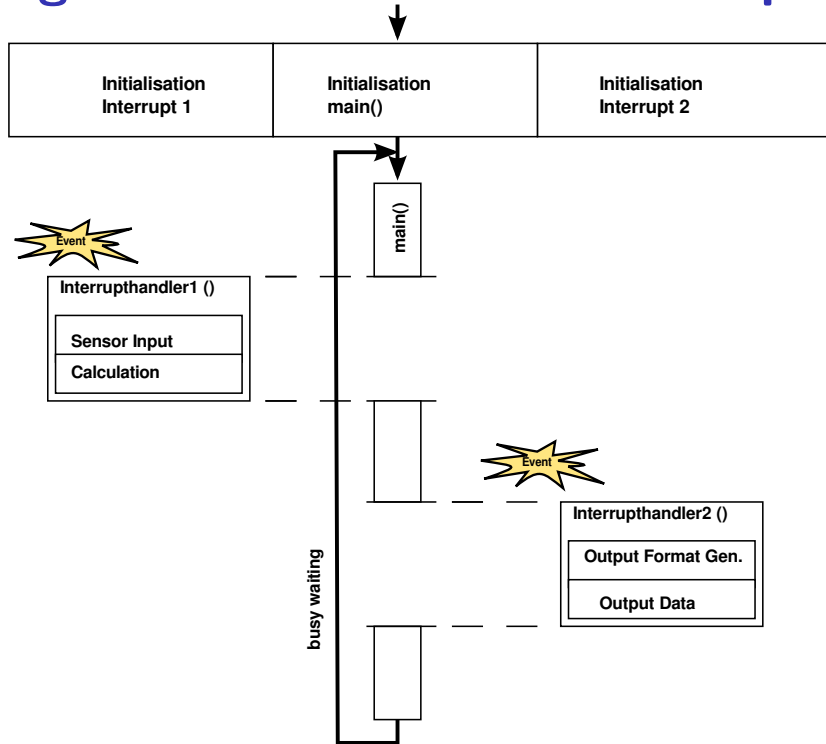 Initialisation
Interrupt 1
Initialisation
main()
Initialisation
Interrupt 2
main()
Event
Interrupthandler1 ()
Sensor Input
Calculation
Event
Interrupthandler2 ()
Output Format Gen.
Output Data
busy waiting